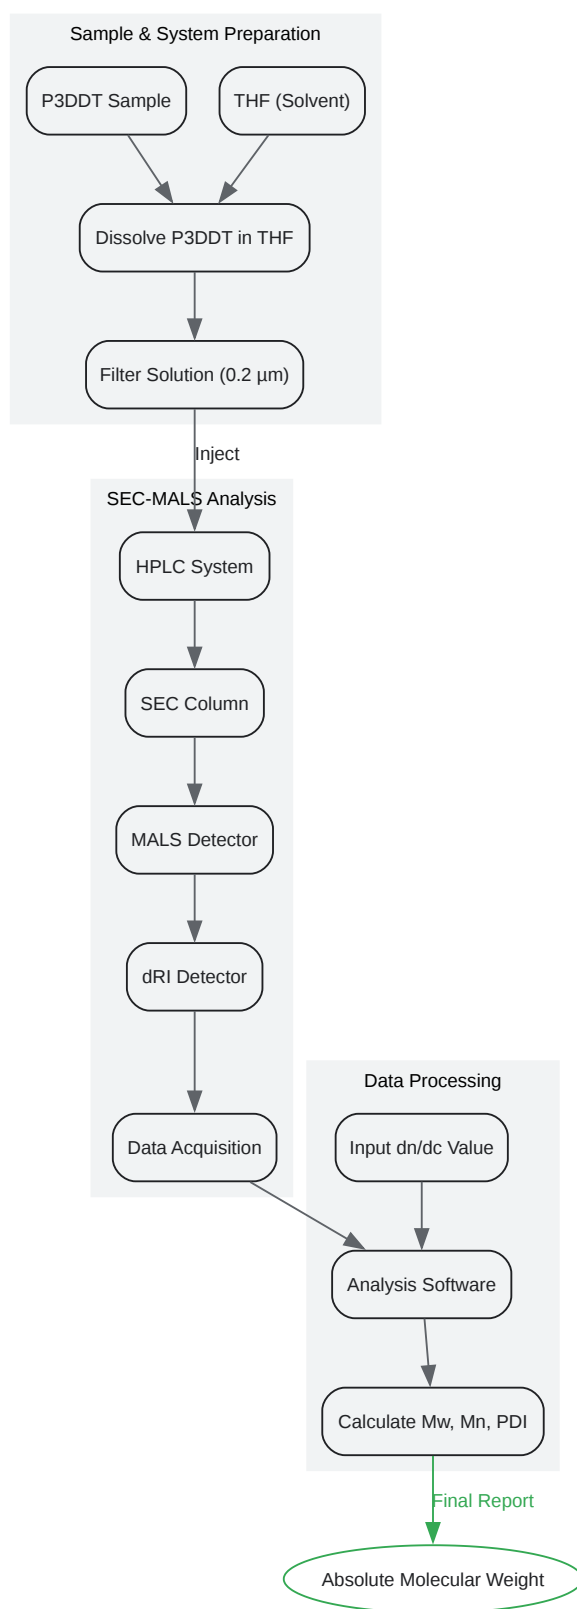 Sample & System Preparation
P3DDT Sample
THF (Solvent)
Dissolve P3DDT in THF
Filter Solution (0.2 µm)
Inject
SEC-MALS Analysis
HPLC System
SEC Column
MALS Detector
dRI Detector
Data Processing
Data Acquisition
Input dn/dc Value
Analysis Software
Calculate Mw, Mn, PDI
Final Report
Absolute Molecular Weight